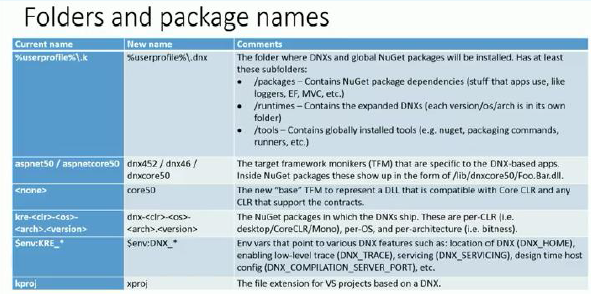 Folders and package names
Current name New name Comments
%userprofile%\.k %userprofile%\.dnx The folder where DNXs and global NuGet packages will be installed. Has at least
these subfolders:
• /packages – Contains NuGet package dependencies (stuff that apps use, like
loggers, EF, MVC, etc.)
• /runtimes – Contains the expanded DNXs (each version/os/arch is in its own
folder)
• /tools – Contains globally installed tools (e.g. nuget, packaging commands,
runners, etc.)
aspnet50 / aspnetcore50 dnx452 / dnx46 / The target framework monikers (TFM) that are specific to the DNX-based apps.
dnxcore50 Inside NuGet packages these show up in the form of /lib/dnxcore50/Foo.Bar.dll.
<none> core50 The new "base" TFM to represent a DLL that is compatible with Core CLR and any
CLR that support the contracts.
kre-<clr>-<os>- dnx-<clr>-<os>- The NuGet packages in which the DNXs ship. These are per-CLR (i.e.
<arch>.<version> <arch>.<version> desktop/CoreCLR/Mono), per-OS, and per-architecture (i.e. bitness).
$env:KRE_* $env:DNX_* Env vars that point to various DNX features such as: location of DNX (DNX_HOME),
enabling low-level trace (DNX_TRACE), servicing (DNX_SERVICING), design time host
config (DNX_COMPILATION_SERVER_PORT), etc.
kproj xproj The file extension for VS projects based on a DNX.